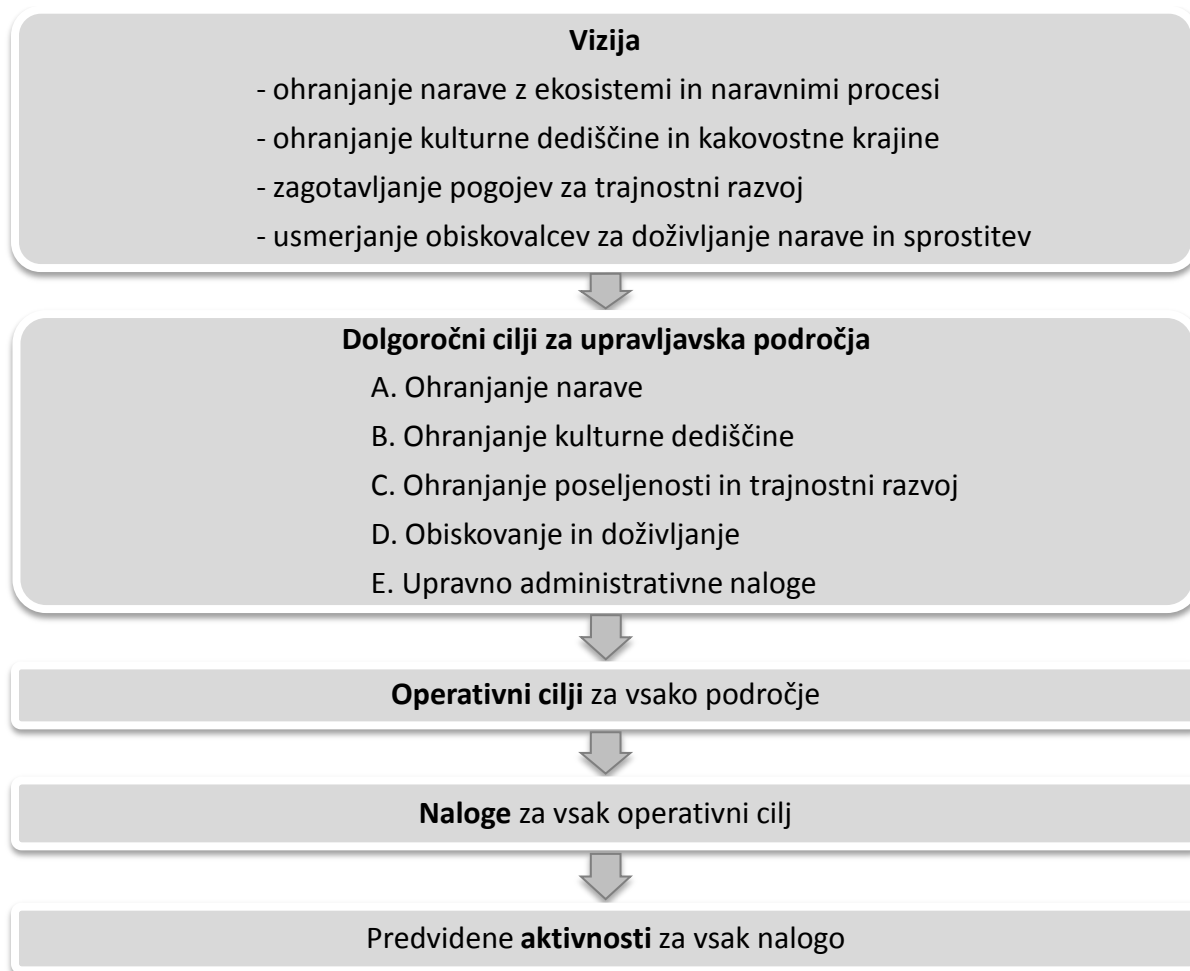 Vizija
- ohranjanje narave z ekosistemi in naravnimi procesi
- ohranjanje kulturne dediščine in kakovostne krajine
- zagotavljanje pogojev za trajnostni razvoj
- usmerjanje obiskovalcev za doživljanje narave in sprostitev
Dolgoročni cilji za upravljavska področja
A. Ohranjanje narave
B. Ohranjanje kulturne dediščine
C. Ohranjanje poseljenosti in trajnostni razvoj
D. Obiskovanje in doživljanje
E. Upravno administrativne naloge
Operativni cilji za vsako področje
Naloge za vsak operativni cilj
Predvidene aktivnosti za vsak nalogo